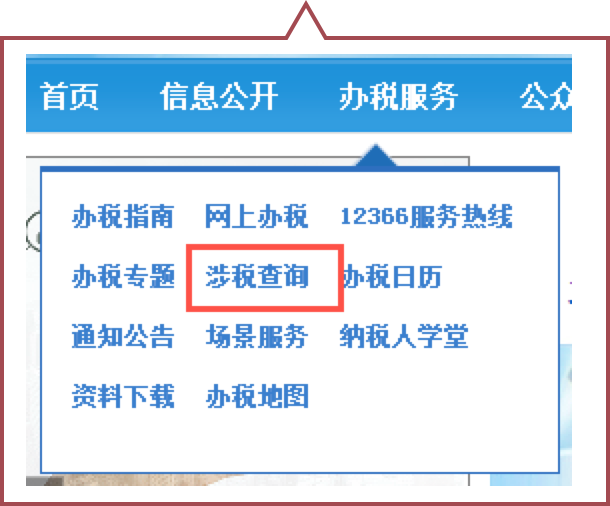 首页 信息公开 办税服务 公众
办税指南 网上办税 12366服务热线
办税专题 涉税查询 办税日历
通知公告 场景服务 纳税人学堂
资料下载 办税地图